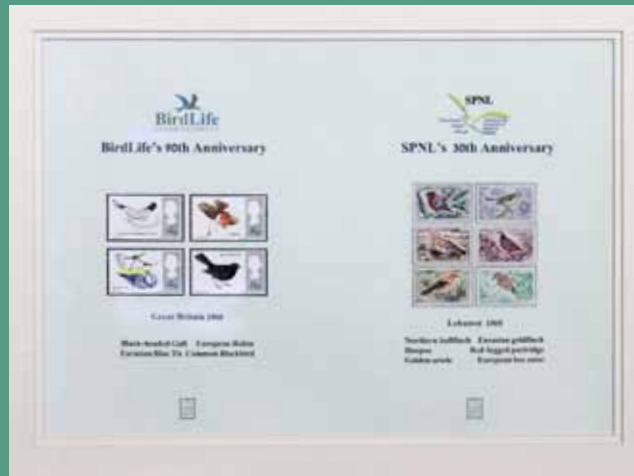 BirdLife
INTERNATIONAL
BirdLife's 90th Anniversary
Great Britain 1966
Black-headed Gull European Robin
Eurasian Blue Tit Common Blackbird
SPNL
SPNL's 30th Anniversary
Lebanon 1965
Northern bullfinch Eurasian goldfinch
Hoopoe Red-legged partridge
Golden oriole European bee eater